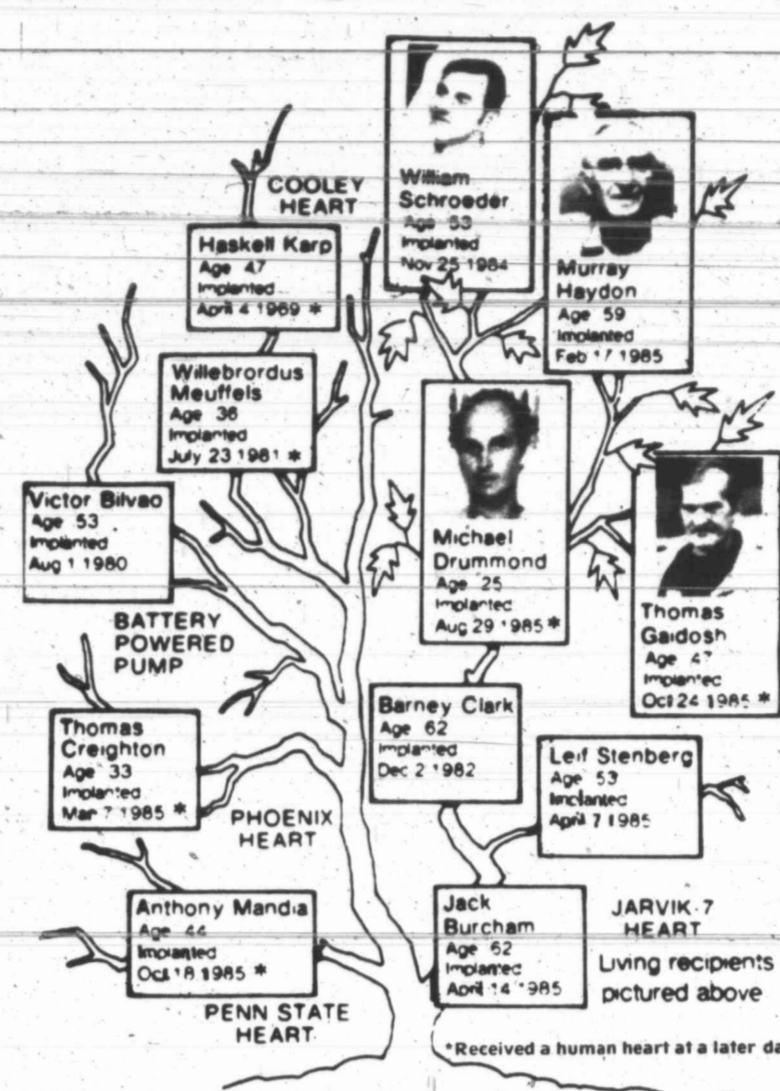 William
Schroeder
Age 53
Implanted
Nov 25 1984
Murray
Haydon
Age 59
Implanted
Feb 17 1985
COOLEY
HEART
Haskell Karp
Age 47
Implanted
April 4 1969 *
Willebrordus
Meuffels
Age 36
Implanted
July 23 1981 *
Victor Bilvao
Age 53
Implanted
Aug 1 1980
BATTERY
POWERED
PUMP
Michael
Drummond
Age 25
Implanted
Aug 29 1985 *
Thomas
Gaidosh
Age 47
Implanted
Oct 24 1985 *
Barney Clark
Age 62
Implanted
Dec 2 1982
Thomas
Creighton
Age 33
Implanted
Mar 7 1985 *
PHOENIX
HEART
Leif Stenberg
Age 53
Implanted
April 7 1985
Anthony Mandia
Age 44
Implanted
Oct 18 1985 *
PENN STATE
HEART
Jack
Burcham
Age 62
Implanted
April 14 1985
JARVIK-7
HEART
Living recipients
pictured above
*Received a human heart at a later da